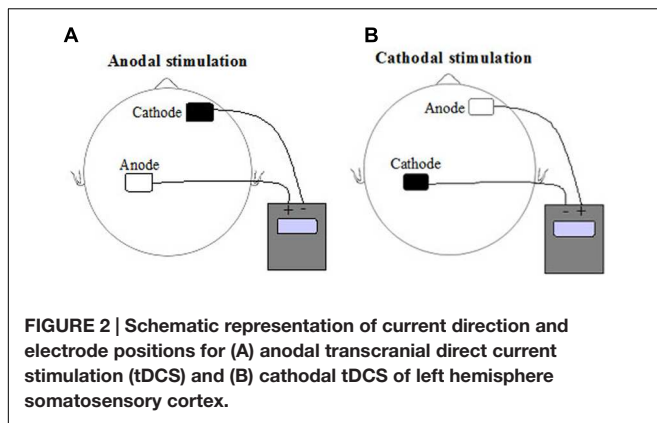 A
B
Anodal stimulation
Cathodal stimulation
Cathode
Anode
+ -
Anode
Cathode
- +
FIGURE 2 | Schematic representation of current direction and
electrode positions for (A) anodal transcranial direct current
stimulation (tDCS) and (B) cathodal tDCS of left hemisphere
somatosensory cortex.